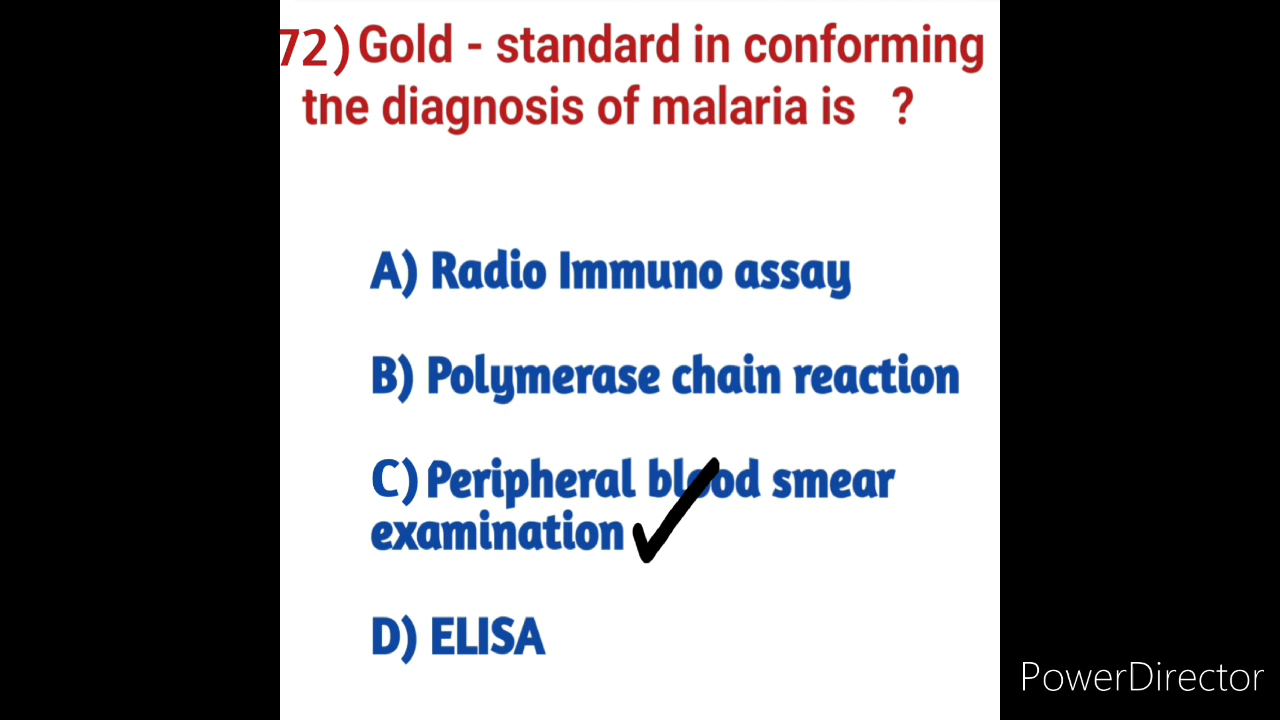 72) Gold - standard in conforming
the diagnosis of malaria is ?
A) Radio Immuno assay
B) Polymerase chain reaction
C) Peripheral blood smear
examination
D) ELISA
PowerDirector